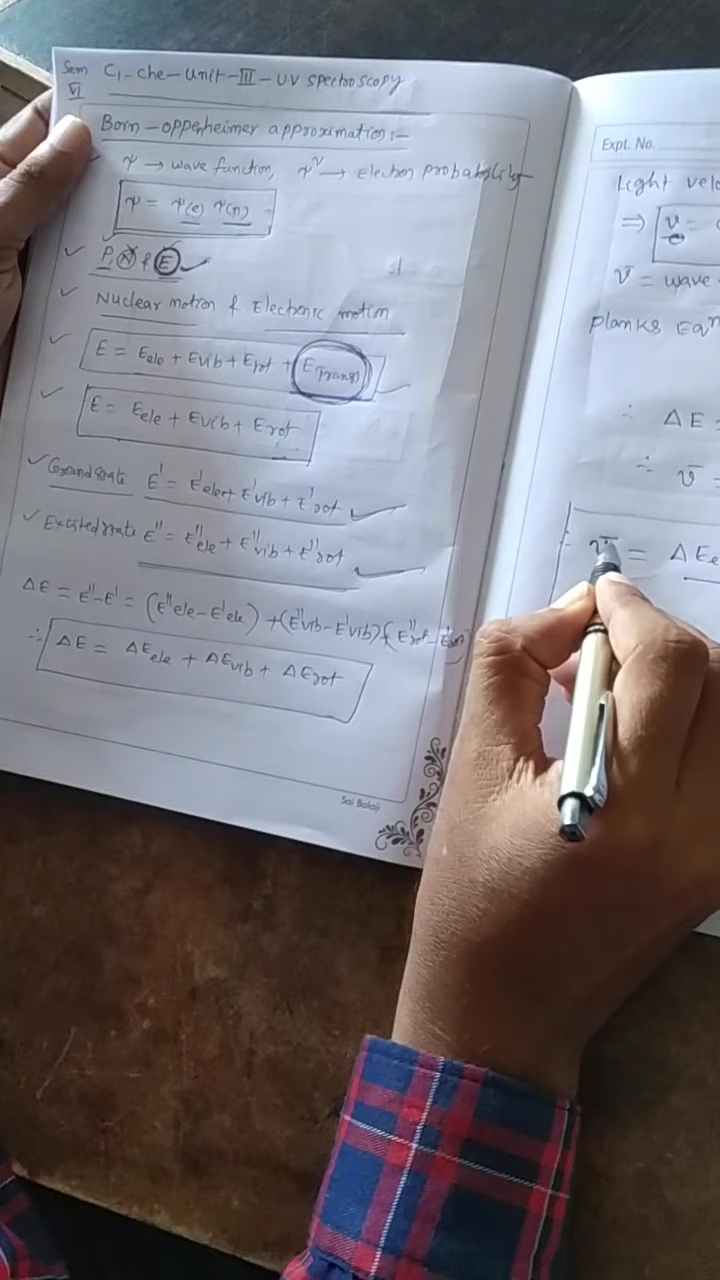 Sem VI C1-che-Unit-III-UV spectroscopy
Born-oppenheimer approximation:-
ψ → wave function, ψ² → Electron probability
ψ = ψ(e) ψ(n)
P, N & E
Nuclear motion & Electronic motion
E = Eele + Evib + Erot + ETrans
E = Eele + Evib + Erot
Ground state E' = E'ele + E'vib + E'rot
Excited state E'' = E''ele + E''vib + E''rot
ΔE = E''-E' = (E''ele - E'ele) + (E''vib - E'vib) + (E''rot - E'rot)
∴ ΔE = ΔEele + ΔEvib + ΔErot
Sai Balaji
Expt. No.
Light velo
⇒ ν =
ν̄ = wave
Planks Eqn
∴ ΔE =
∴ ν̄ =
ν̄ = ΔEe